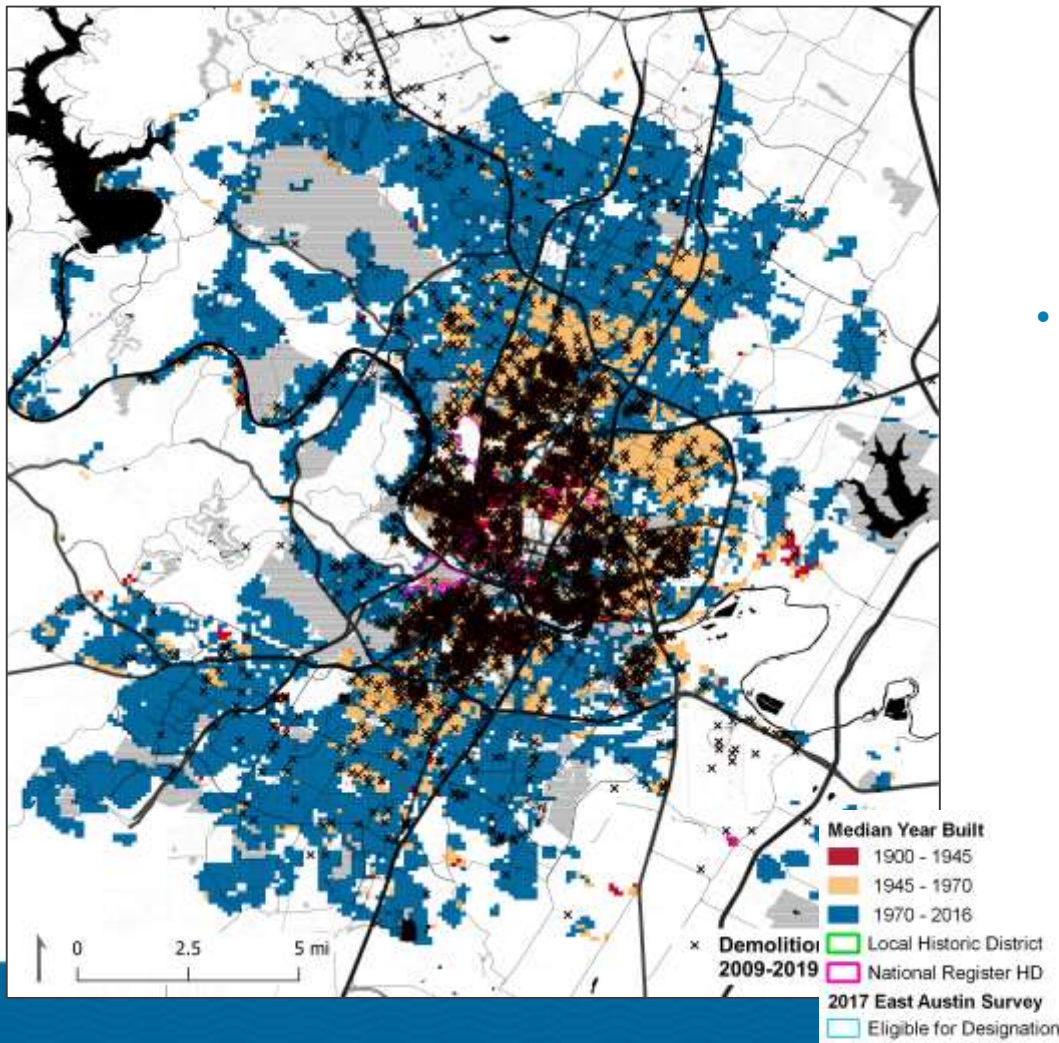 Median Year Built
1900 - 1945
1945 - 1970
1970 - 2016
Local Historic District
National Register HD
2017 East Austin Survey
Eligible for Designation
0 2.5 5 mi
× Demolition
2009-2019